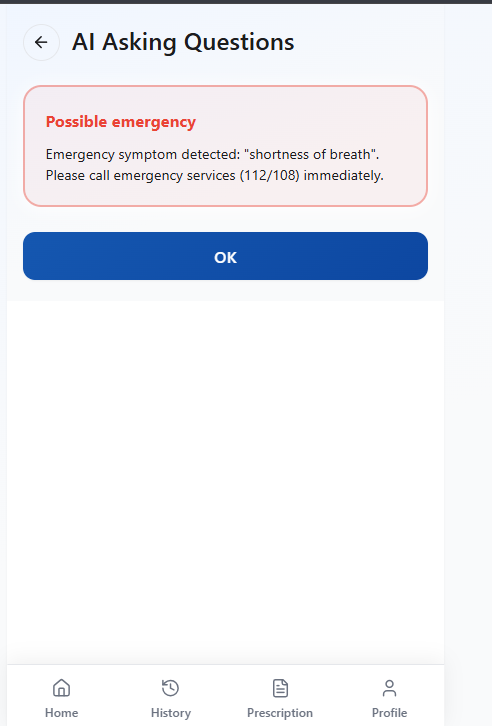 AI Asking Questions
Possible emergency
Emergency symptom detected: "shortness of breath".
Please call emergency services (112/108) immediately.
OK
Home
History
Prescription
Profile